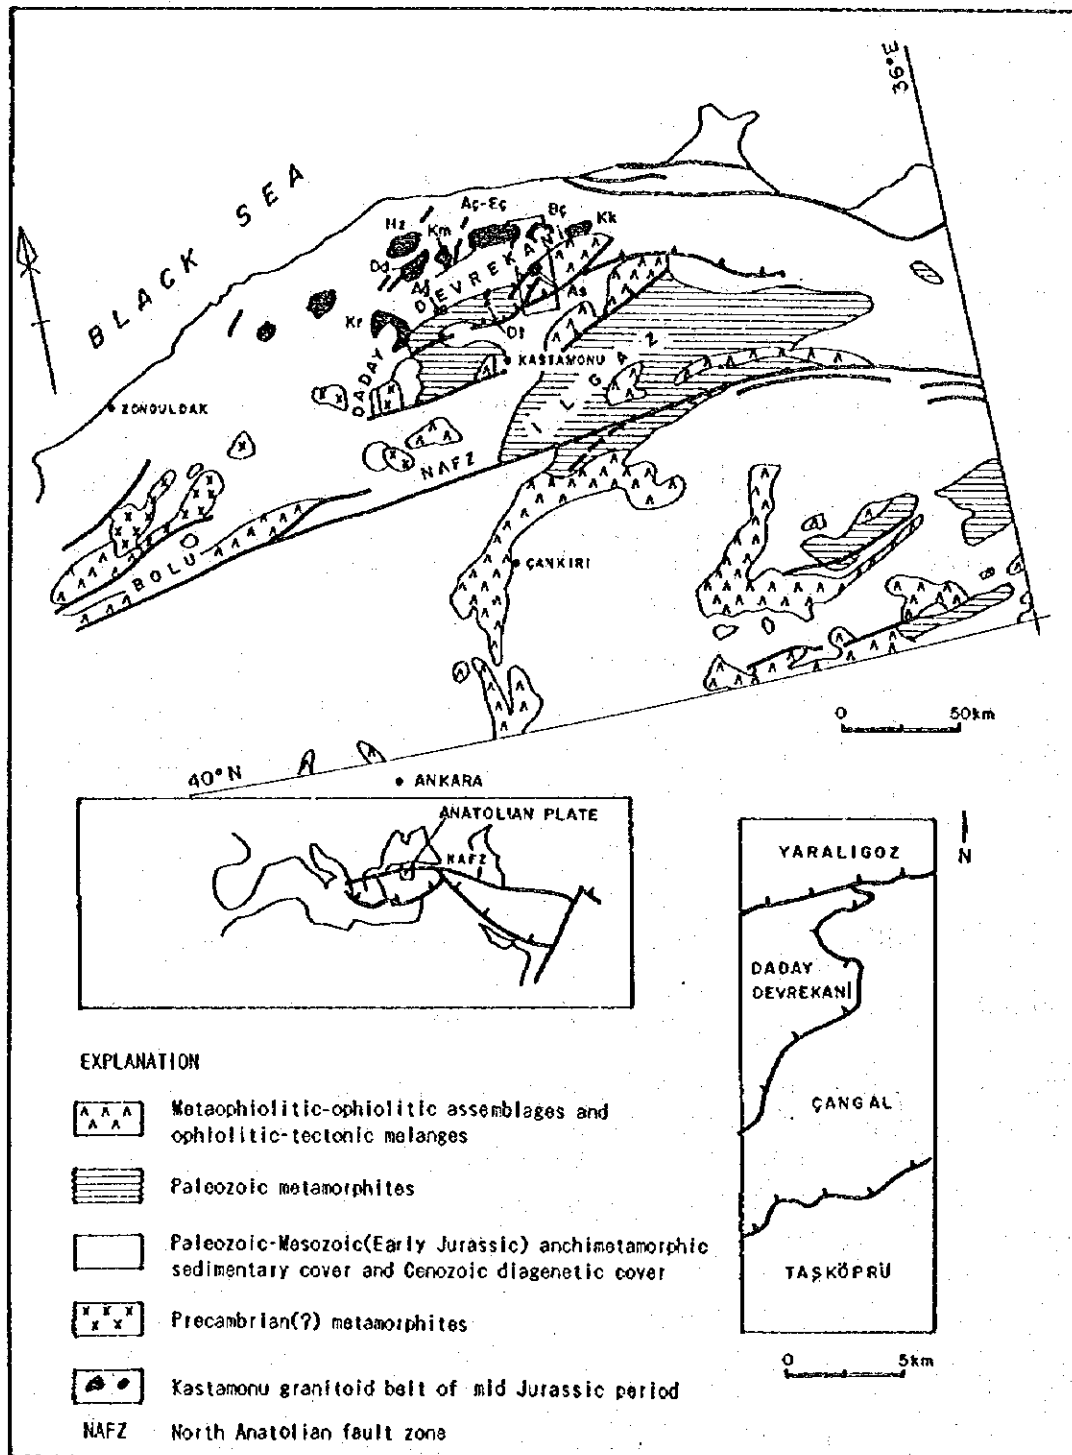 36°E
BLACK SEA
Aç-Eç
Bç
Kk
Hz
Km
Dd
Ad
DEVREKANİ
As
Kr
Df
DADAY
KASTAMONU
ILGAZ
ZONGULDAK
NAFZ
BOLU
ÇANKIRI
0 50km
40°N
ANKARA
ANATOLIAN PLATE
NAFZ
YARALIGOZ
N
DADAY
DEVREKANI
ÇANGAL
TAŞKÖPRÜ
0 5km
EXPLANATION
Metaophiolitic-ophiolitic assemblages and
ophiolitic-tectonic melanges
Paleozoic metamorphites
Paleozoic-Mesozoic(Early Jurassic) anchimetamorphic
sedimentary cover and Cenozoic diagenetic cover
Precambrian(?) metamorphites
Kastamonu granitoid belt of mid Jurassic period
NAFZ North Anatolian fault zone